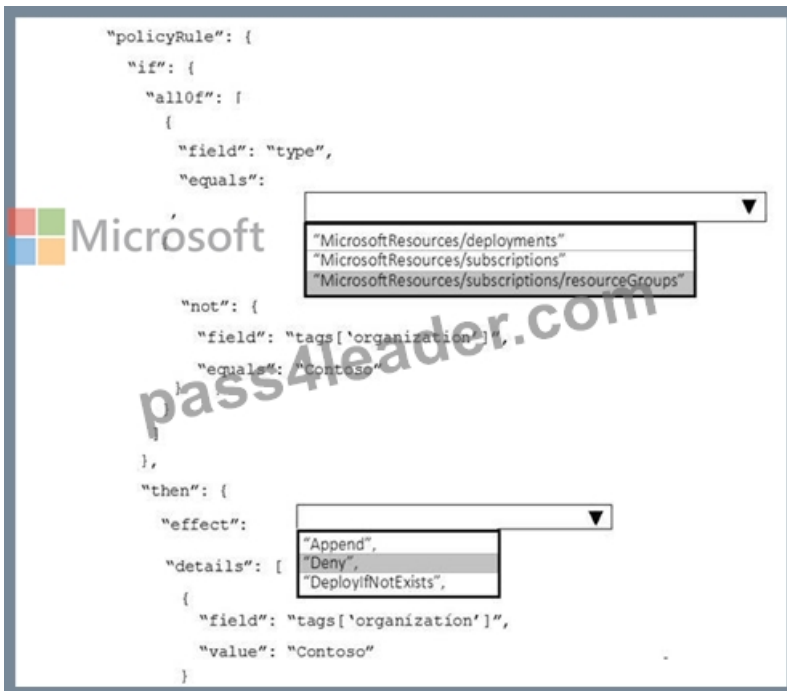 "policyRule": {
"if": {
"all0f": [
{
"field": "type",
"equals":
▼
,
Microsoft
"MicrosoftResources/deployments"
"MicrosoftResources/subscriptions"
"MicrosoftResources/subscriptions/resourceGroups"
"not": {
"field": "tags['organization']",
"equals": "Contoso"
}
}
]
},
pass4leader.com
"then": {
"effect":
▼
"Append",
"Deny",
"DeployIfNotExists",
"details": [
{
"field": "tags['organization']",
"value": "Contoso"
}